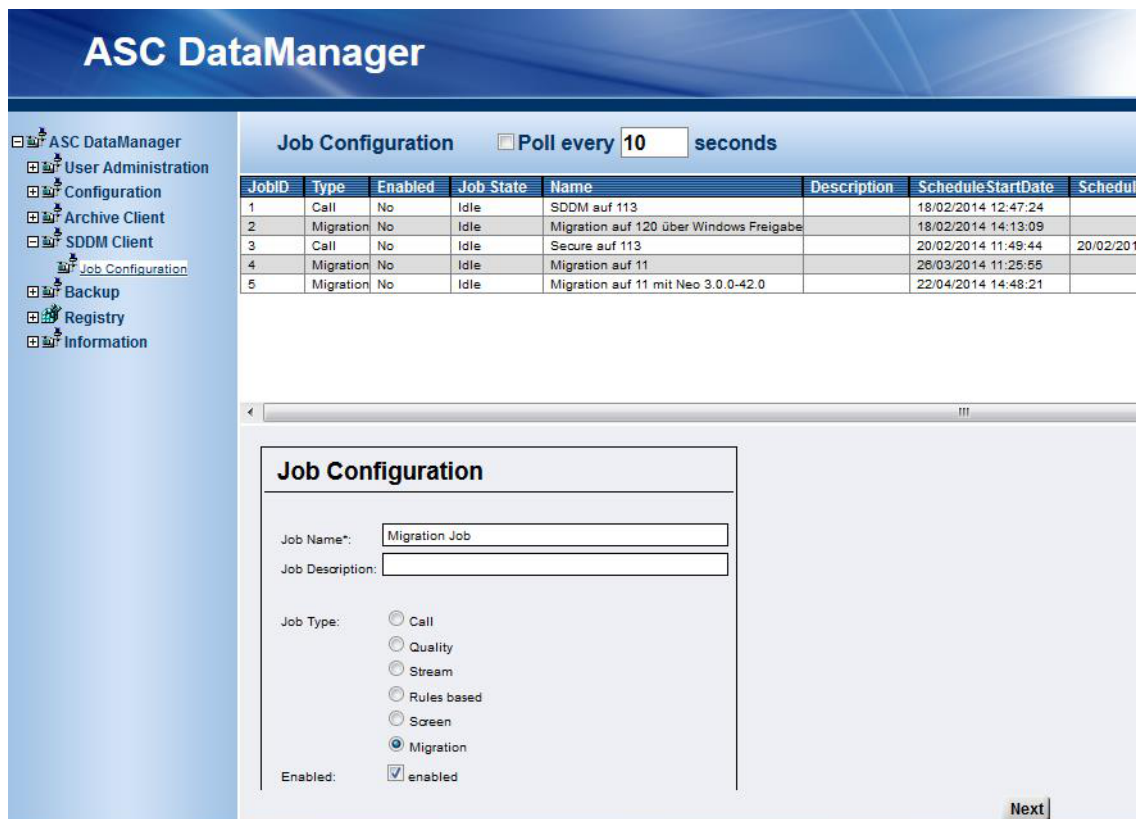 ASC DataManager
ASC DataManager
User Administration
Configuration
Archive Client
SDDM Client
Job Configuration
Backup
Registry
Information
Job Configuration Poll every 10 seconds
JobID Type Enabled Job State Name Description ScheduleStartDate Schedul
1 Call No Idle SDDM auf 113 18/02/2014 12:47:24
2 Migration No Idle Migration auf 120 über Windows Freigabe 18/02/2014 14:13:09
3 Call No Idle Secure auf 113 20/02/2014 11:49:44 20/02/201
4 Migration No Idle Migration auf 11 26/03/2014 11:25:55
5 Migration No Idle Migration auf 11 mit Neo 3.0.0-42.0 22/04/2014 14:48:21
Job Configuration
Job Name*: Migration Job
Job Description:
Job Type: Call
Quality
Stream
Rules based
Screen
Migration
Enabled: enabled
Next